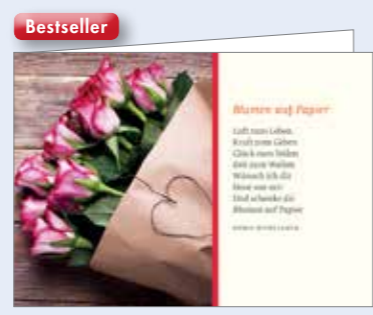 Bestseller
Blumen auf Papier
Luft zum Leben
Kraft zum Geben
Glück zum Teilen
Zeit zum Weilen
Wünsch ich dir
Heut von mir
Und schenke dir
Blumen auf Papier